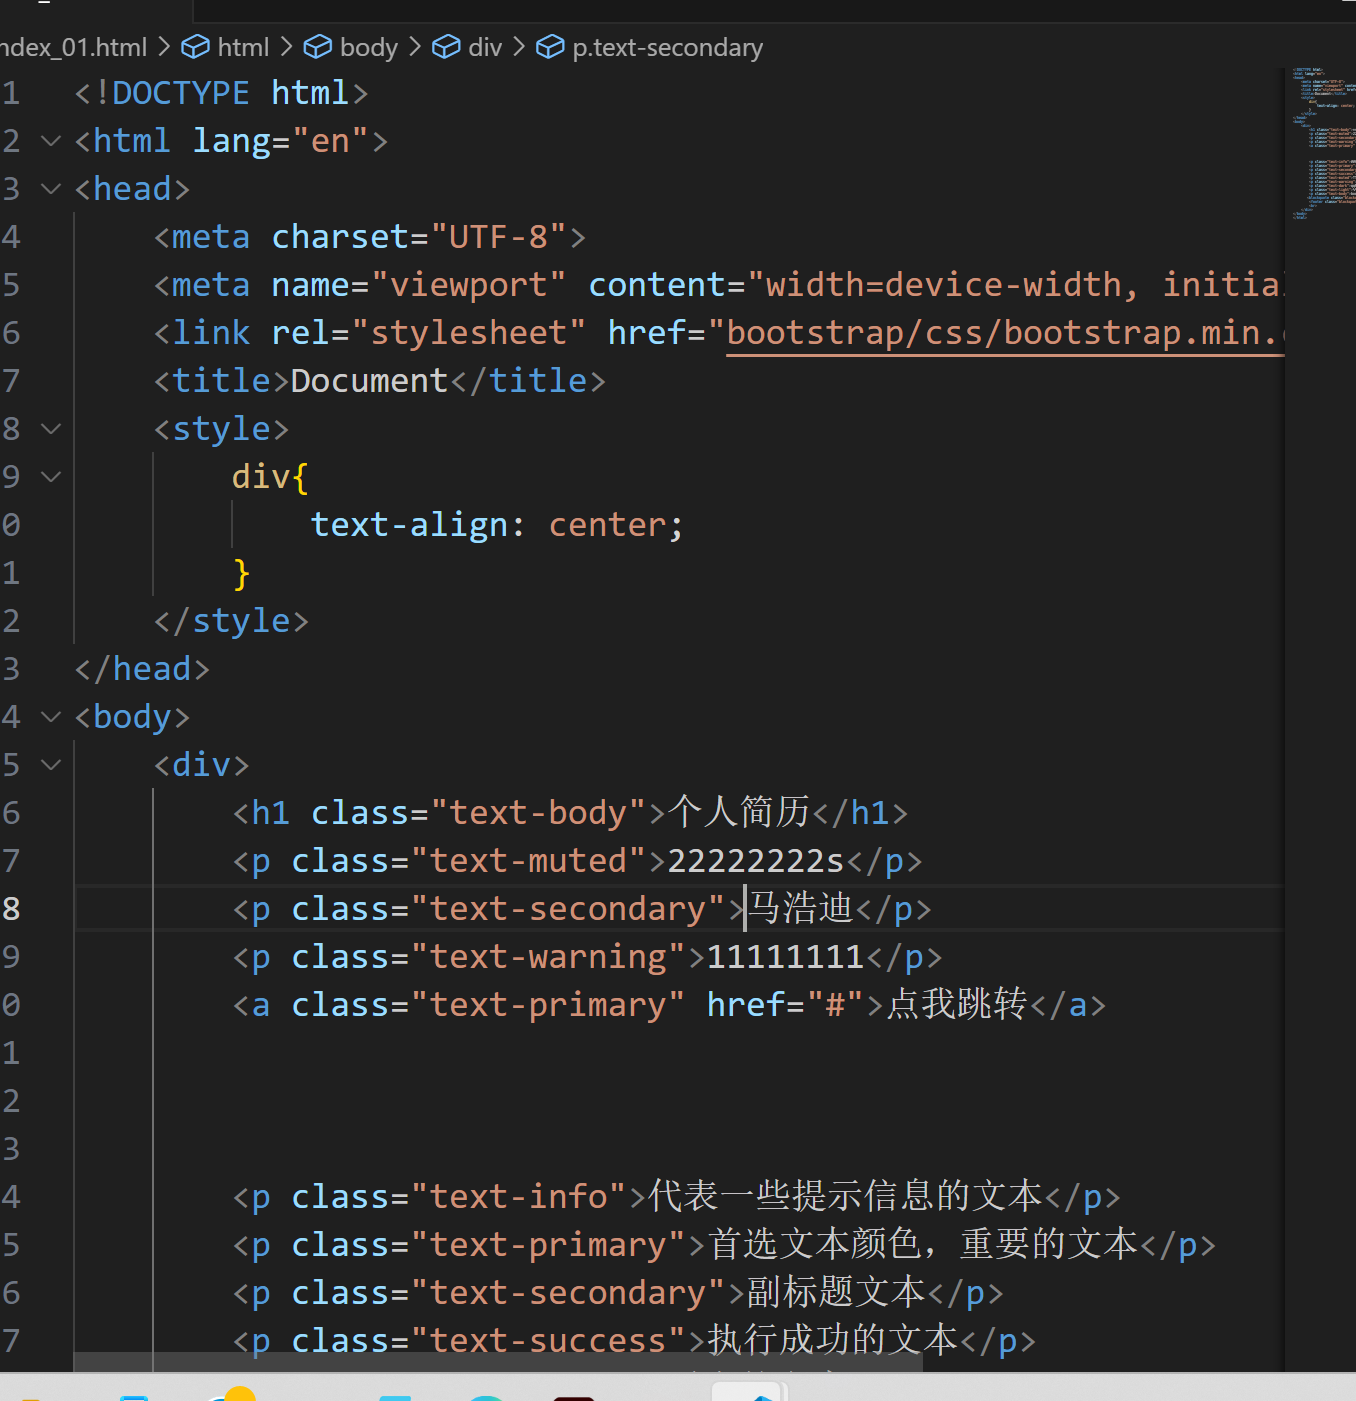 ndex_01.html > html > body > div > p.text-secondary
1 <!DOCTYPE html>
2 <html lang="en">
3 <head>
4 <meta charset="UTF-8">
5 <meta name="viewport" content="width=device-width, initia
6 <link rel="stylesheet" href="bootstrap/css/bootstrap.min.
7 <title>Document</title>
8 <style>
9 div{
0 text-align: center;
1 }
2 </style>
3 </head>
4 <body>
5 <div>
6 <h1 class="text-body">个人简历</h1>
7 <p class="text-muted">22222222s</p>
8 <p class="text-secondary">马浩迪</p>
9 <p class="text-warning">11111111</p>
0 <a class="text-primary" href="#">点我跳转</a>
1
2
3
4 <p class="text-info">代表一些提示信息的文本</p>
5 <p class="text-primary">首选文本颜色，重要的文本</p>
6 <p class="text-secondary">副标题文本</p>
7 <p class="text-success">执行成功的文本</p>